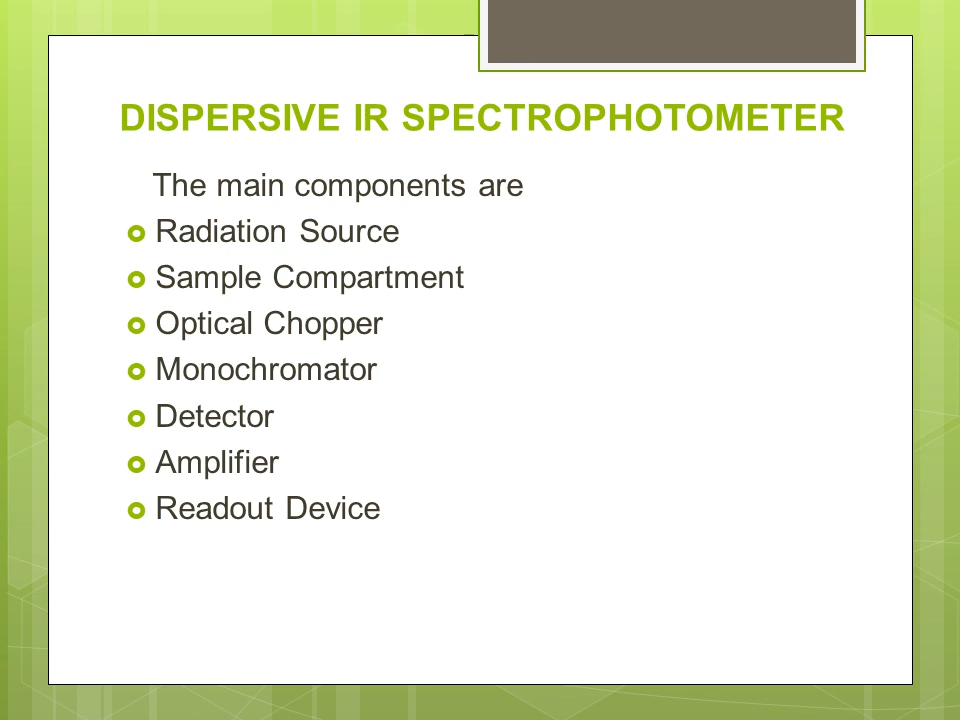 DISPERSIVE IR SPECTROPHOTOMETER
The main components are
Radiation Source
Sample Compartment
Optical Chopper
Monochromator
Detector
Amplifier
Readout Device